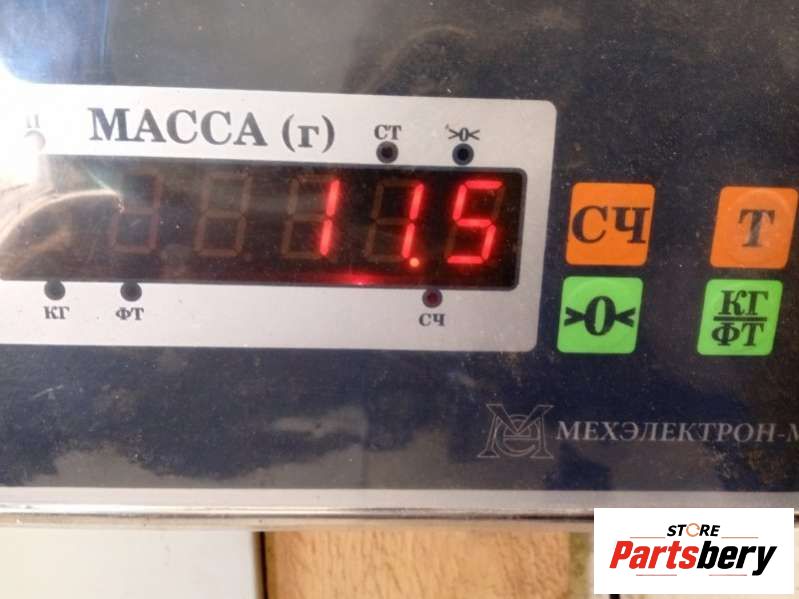 МАССА (г)
СТ
>0<
11.5
КГ
ФТ
СЧ
СЧ
Т
>0<
КГ
ФТ
МЕХЭЛЕКТРОН-М
STORE
Partsbery